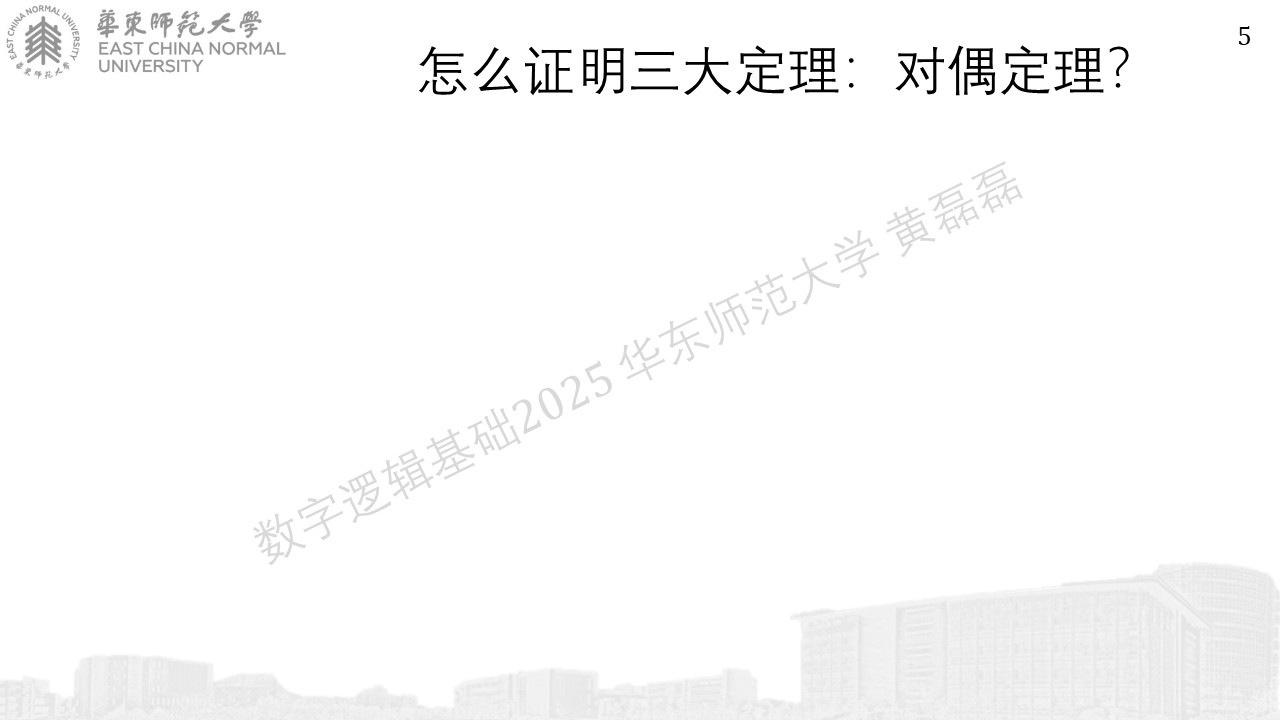 EAST CHINA NORMAL UNIVERSITY
華東師範大學
華東師範大學
EAST CHINA NORMAL
UNIVERSITY
5
怎么证明三大定理：对偶定理？
数字逻辑基础2025 华东师范大学 黄磊磊